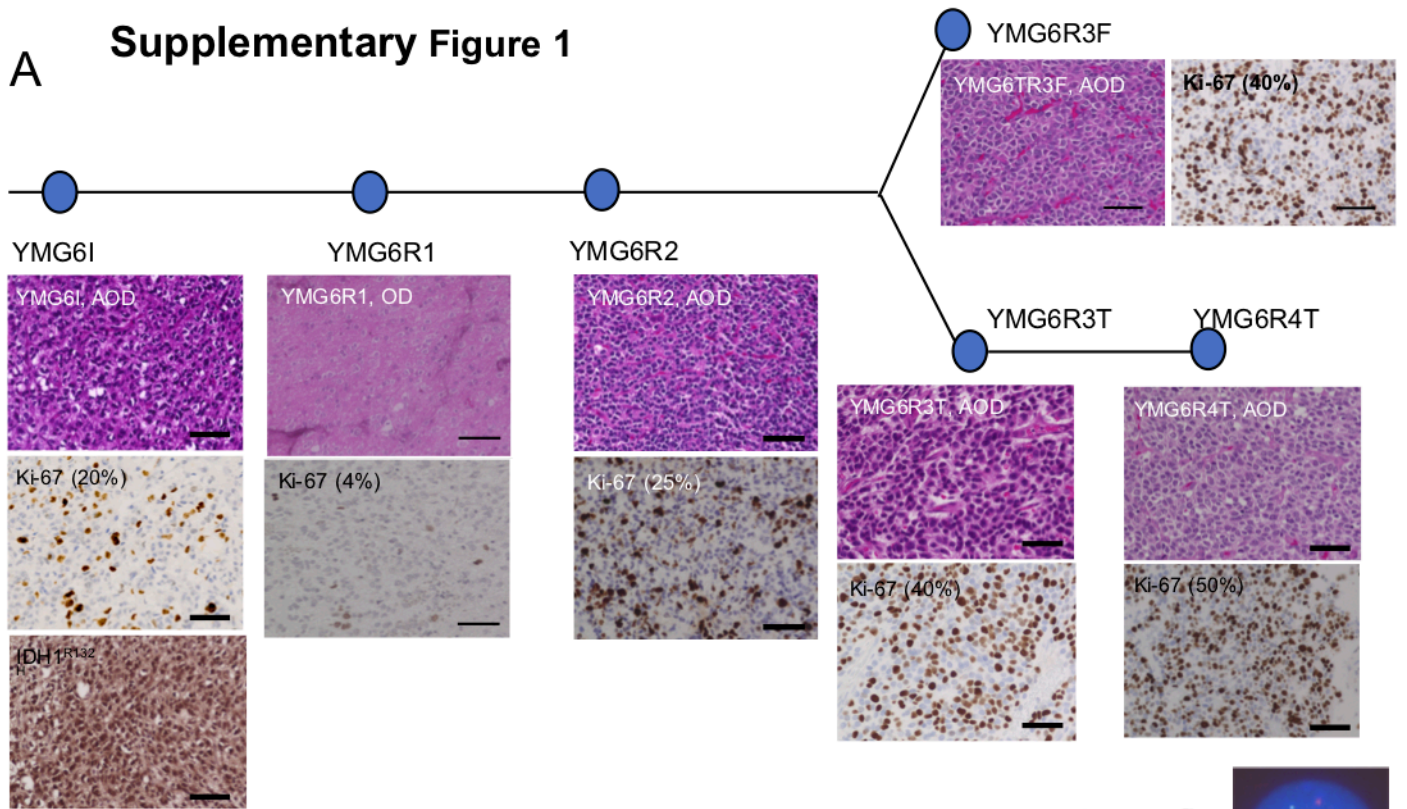 Supplementary Figure 1
A
YMG6R3F
YMG6TR3F, AOD
Ki-67 (40%)
YMG6I
YMG6R1
YMG6R2
YMG6I, AOD
YMG6R1, OD
YMG6R2, AOD
YMG6R3T
YMG6R4T
Ki-67 (20%)
Ki-67 (4%)
Ki-67 (25%)
YMG6R3T, AOD
YMG6R4T, AOD
Ki-67 (40%)
Ki-67 (50%)
IDH1R132
H